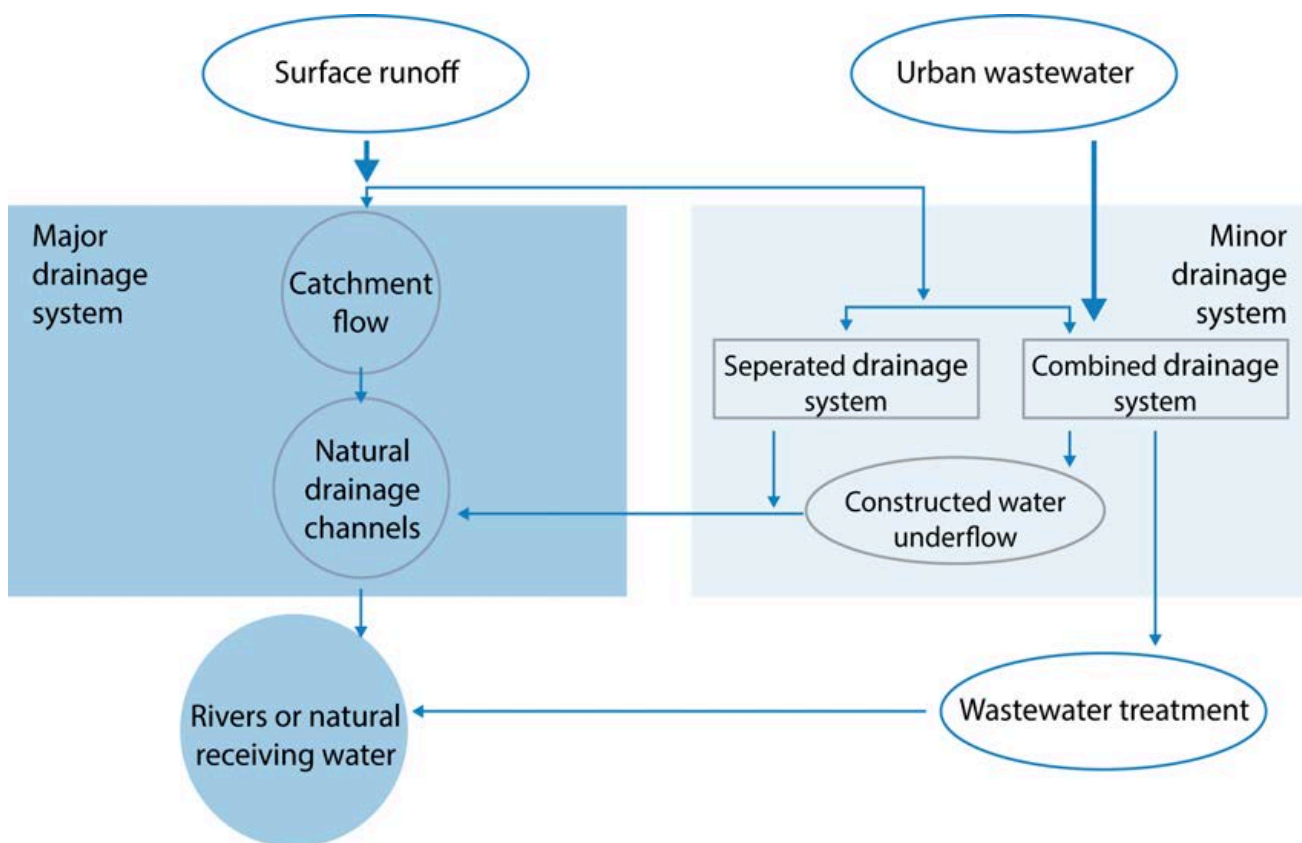 Surface runoff
Urban wastewater
Major
drainage
system
Catchment
flow
Minor
drainage
system
Seperated drainage
system
Combined drainage
system
Natural
drainage
channels
Constructed water
underflow
Rivers or natural
receiving water
Wastewater treatment